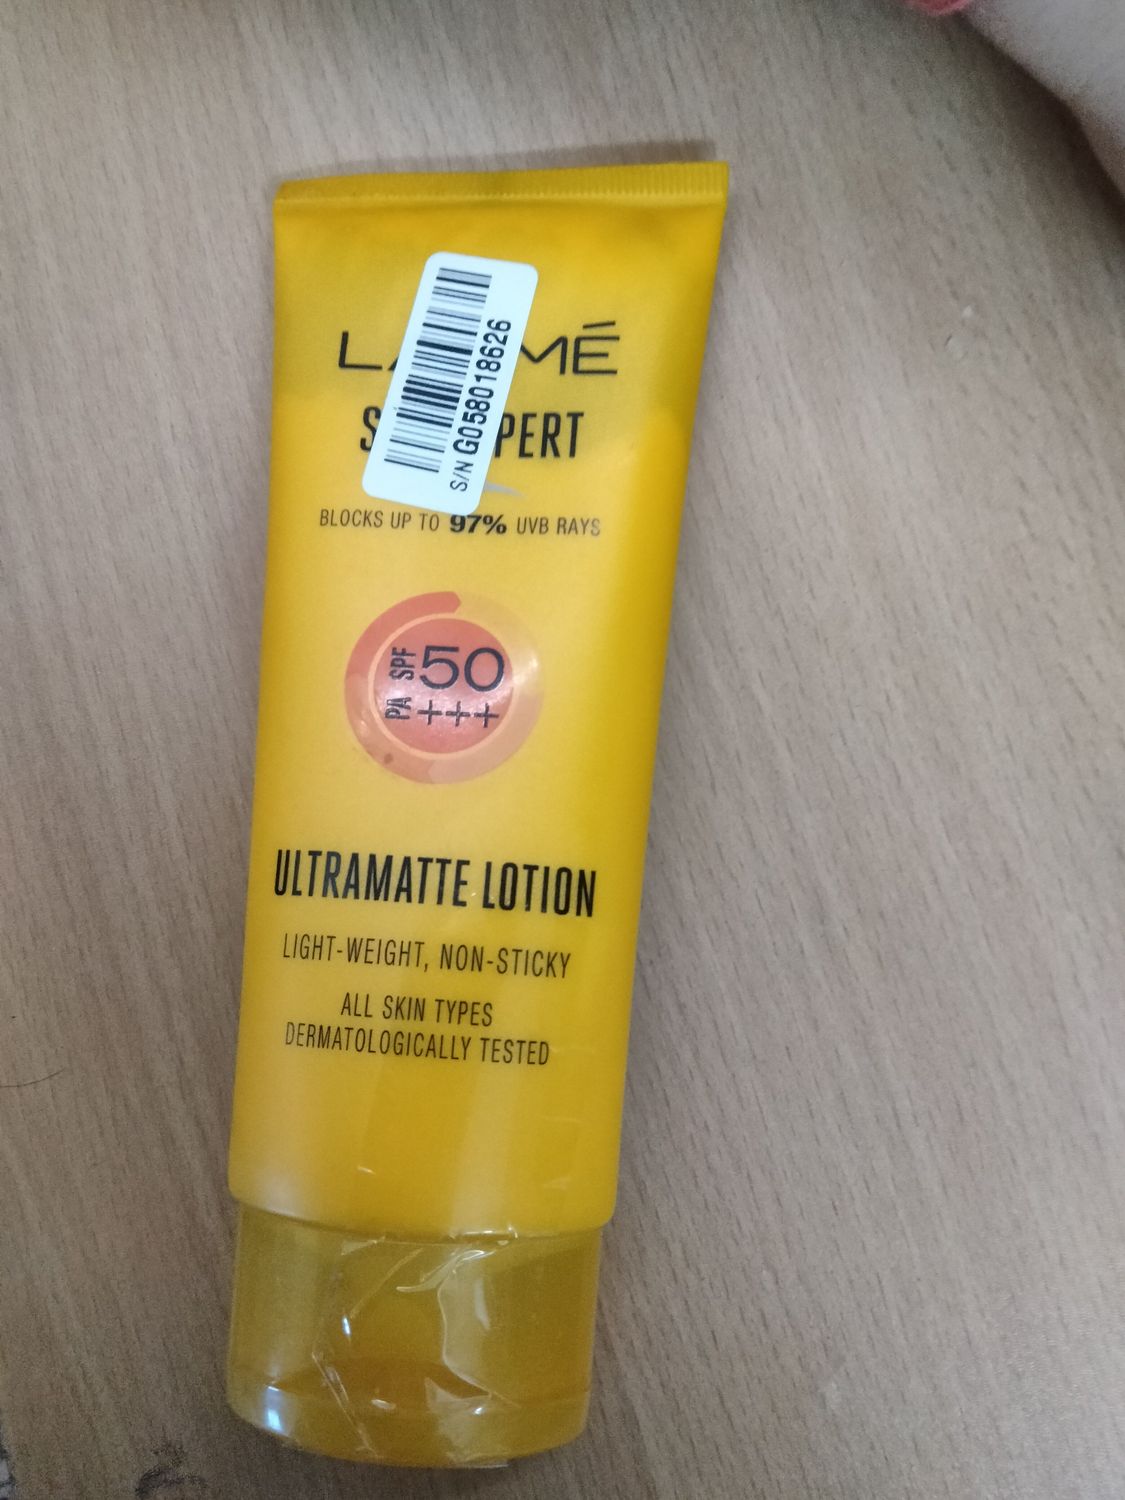 S/N G058018626
BLOCKS UP TO 97% UVB RAYS
SPF 50
PA +++
ULTRAMATTE LOTION
LIGHT-WEIGHT, NON-STICKY
ALL SKIN TYPES
DERMATOLOGICALLY TESTED